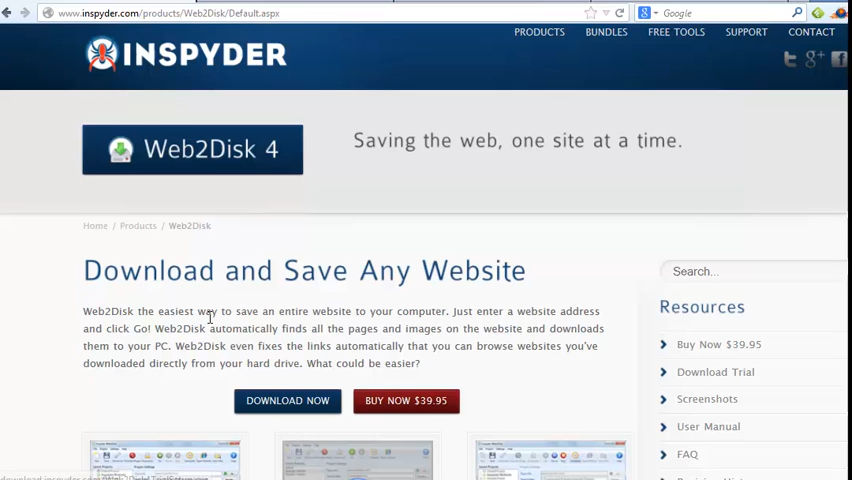 www.inspyder.com/products/Web2Disk/Default.aspx
Google
INSPYDER
PRODUCTS BUNDLES FREE TOOLS SUPPORT CONTACT
Web2Disk 4
Saving the web, one site at a time.
Home / Products / Web2Disk
Download and Save Any Website
Web2Disk the easiest way to save an entire website to your computer. Just enter a website address
and click Go! Web2Disk automatically finds all the pages and images on the website and downloads
them to your PC. Web2Disk even fixes the links automatically that you can browse websites you've
downloaded directly from your hard drive. What could be easier?
DOWNLOAD NOW
BUY NOW $39.95
Search...
Resources
Buy Now $39.95
Download Trial
Screenshots
User Manual
FAQ